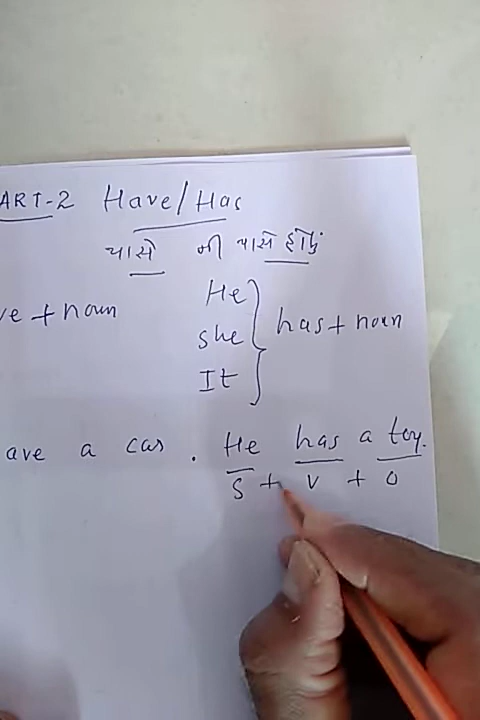 ART-2 Have/Has
પાસે ની પાસે હોવું
ve + noun
He
she
It
has + noun
ave a car . He has a toy.
S + V + O